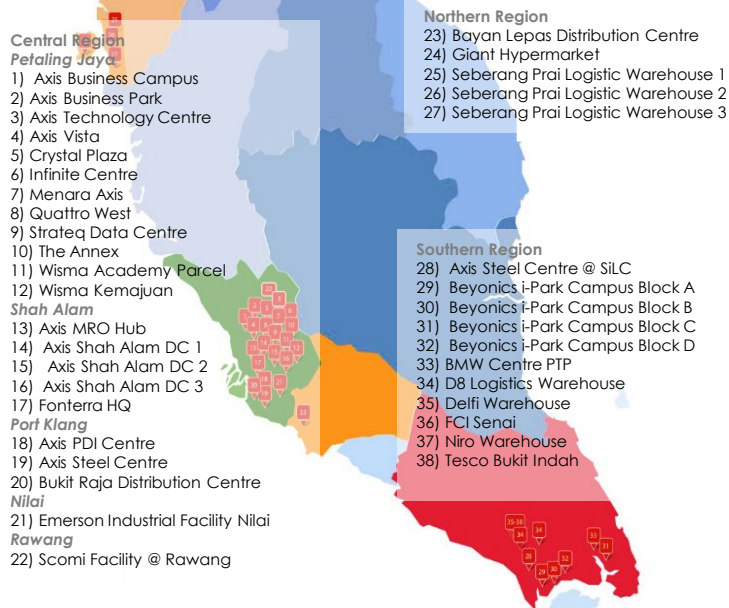 Central Region
Petaling Jaya
1) Axis Business Campus
2) Axis Business Park
3) Axis Technology Centre
4) Axis Vista
5) Crystal Plaza
6) Infinite Centre
7) Menara Axis
8) Quattro West
9) Strateq Data Centre
10) The Annex
11) Wisma Academy Parcel
12) Wisma Kemajuan
Shah Alam
13) Axis MRO Hub
14) Axis Shah Alam DC 1
15) Axis Shah Alam DC 2
16) Axis Shah Alam DC 3
17) Fonterra HQ
Port Klang
18) Axis PDI Centre
19) Axis Steel Centre
20) Bukit Raja Distribution Centre
Nilai
21) Emerson Industrial Facility Nilai
Rawang
22) Scomi Facility @ Rawang
Northern Region
23) Bayan Lepas Distribution Centre
24) Giant Hypermarket
25) Seberang Prai Logistic Warehouse 1
26) Seberang Prai Logistic Warehouse 2
27) Seberang Prai Logistic Warehouse 3
Southern Region
28) Axis Steel Centre @ SiLC
29) Beyonics i-Park Campus Block A
30) Beyonics i-Park Campus Block B
31) Beyonics i-Park Campus Block C
32) Beyonics i-Park Campus Block D
33) BMW Centre PTP
34) D8 Logistics Warehouse
35) Delfi Warehouse
36) FCI Senai
37) Niro Warehouse
38) Tesco Bukit Indah
35-38
34
34
33
31
32
29
30